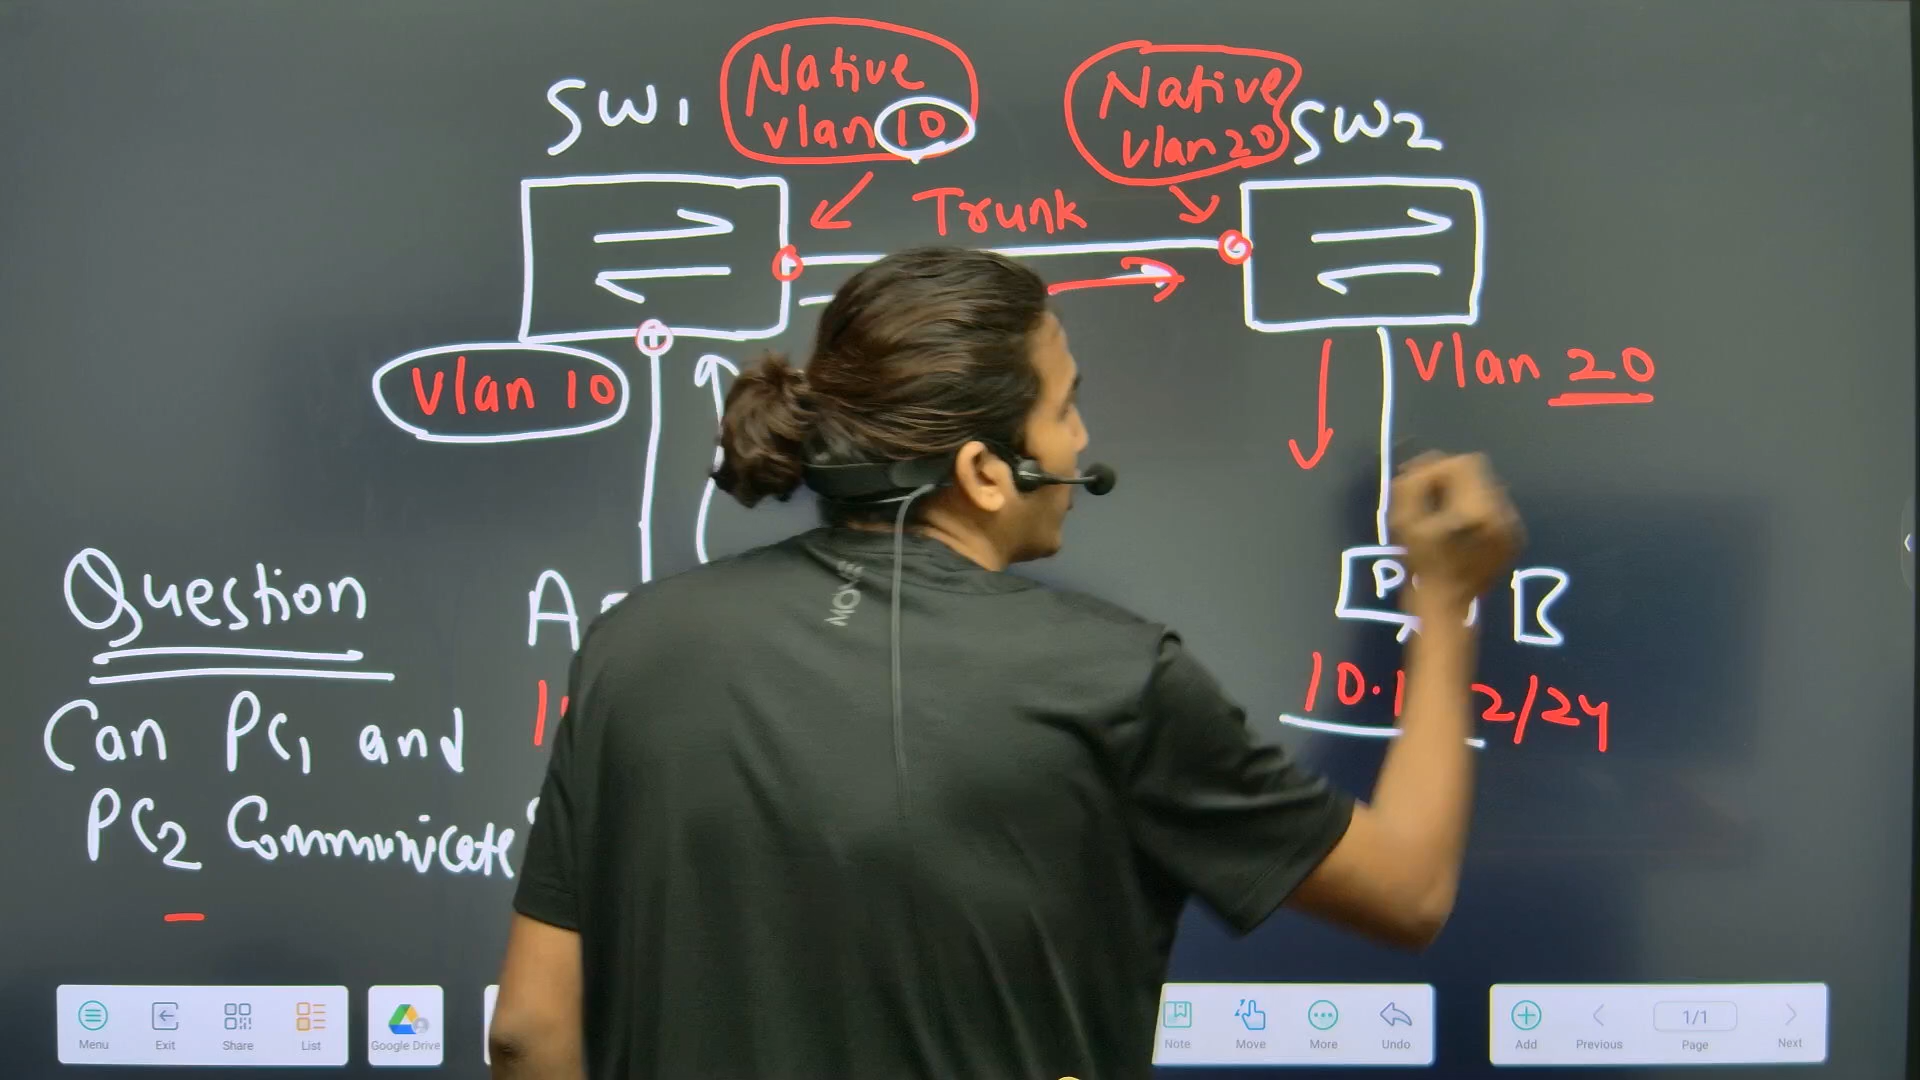 SW1
Native
vlan 10
Native
Vlan 20
SW2
Trunk
Vlan 10
Vlan 20
Question
Can PC1 and
PC2 Communicate
A
B
2/24
MOVE
Menu
Exit
Share
List
Google Drive
Note
Move
More
Undo
Add
Previous
1/1
Page
Next